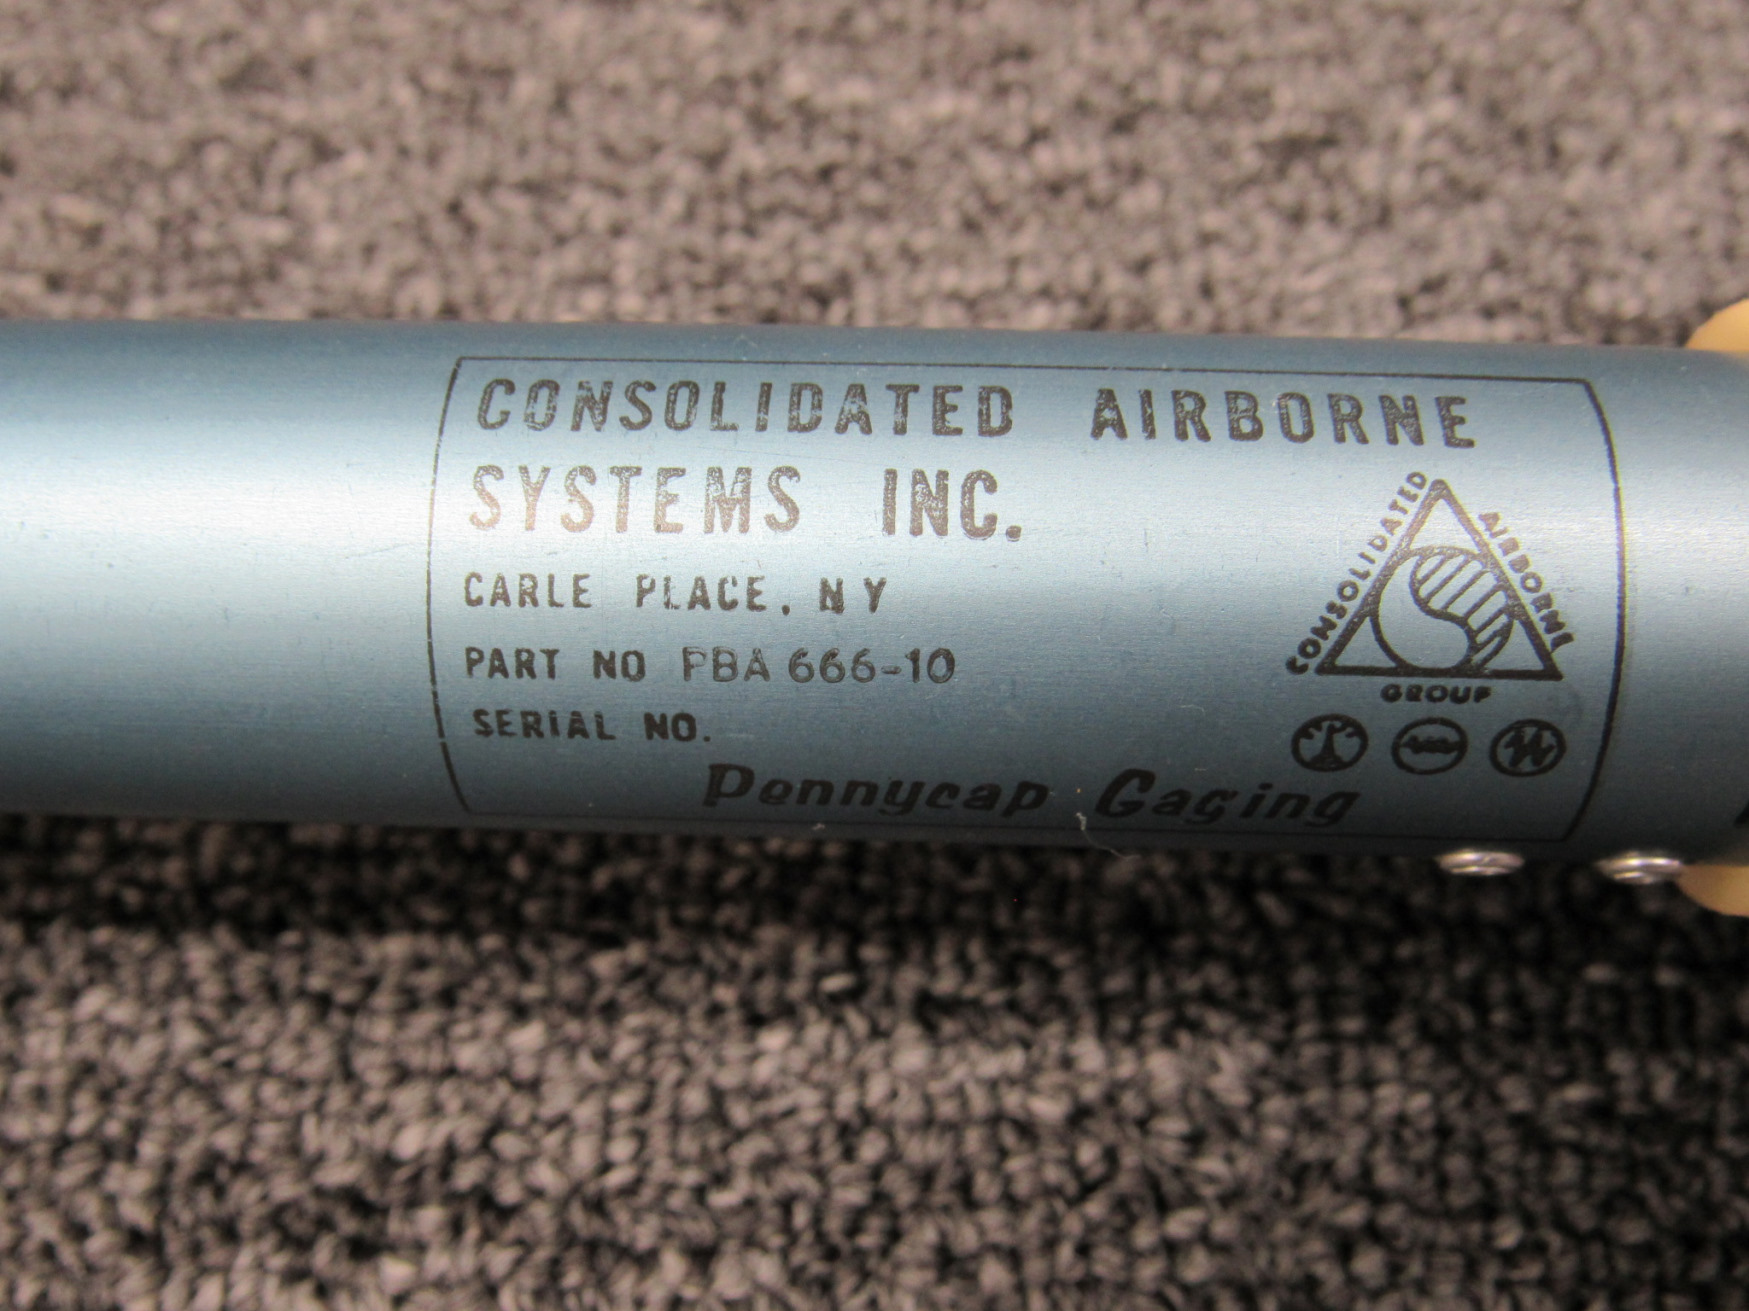 CONSOLIDATED AIRBORNE
SYSTEMS INC.
CARLE PLACE, NY
PART NO PBA 666-10
SERIAL NO.
Pennycap Gaging
CONSOLIDATED
AIRBORNE
GROUP